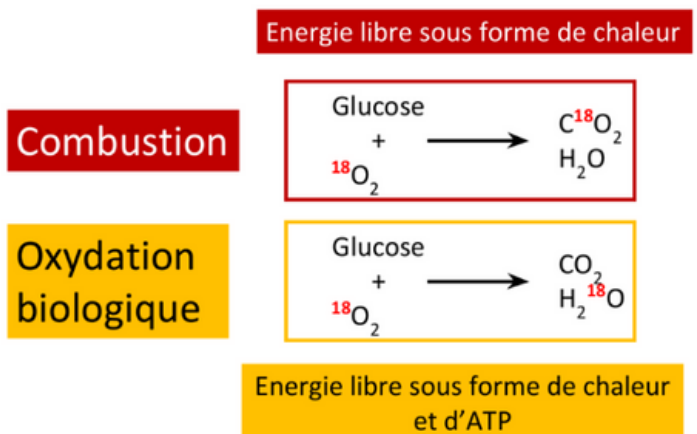 Energie libre sous forme de chaleur
Combustion
Glucose
+
¹⁸O₂
C¹⁸O₂
H₂O
Oxydation
biologique
Glucose
+
¹⁸O₂
CO₂
H₂¹⁸O
Energie libre sous forme de chaleur
et d’ATP